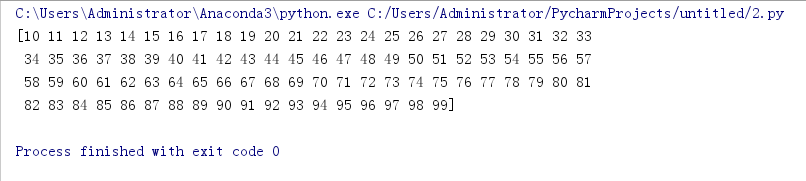 C:\Users\Administrator\Anaconda3\python.exe C:/Users/Administrator/PycharmProjects/untitled/2.py
[10 11 12 13 14 15 16 17 18 19 20 21 22 23 24 25 26 27 28 29 30 31 32 33
34 35 36 37 38 39 40 41 42 43 44 45 46 47 48 49 50 51 52 53 54 55 56 57
58 59 60 61 62 63 64 65 66 67 68 69 70 71 72 73 74 75 76 77 78 79 80 81
82 83 84 85 86 87 88 89 90 91 92 93 94 95 96 97 98 99]
Process finished with exit code 0